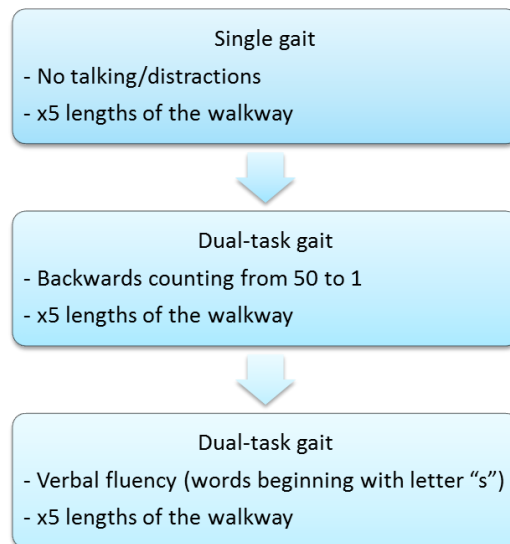 Single gait
- No talking/distractions
- x5 lengths of the walkway
Dual-task gait
- Backwards counting from 50 to 1
- x5 lengths of the walkway
Dual-task gait
- Verbal fluency (words beginning with letter “s”)
- x5 lengths of the walkway